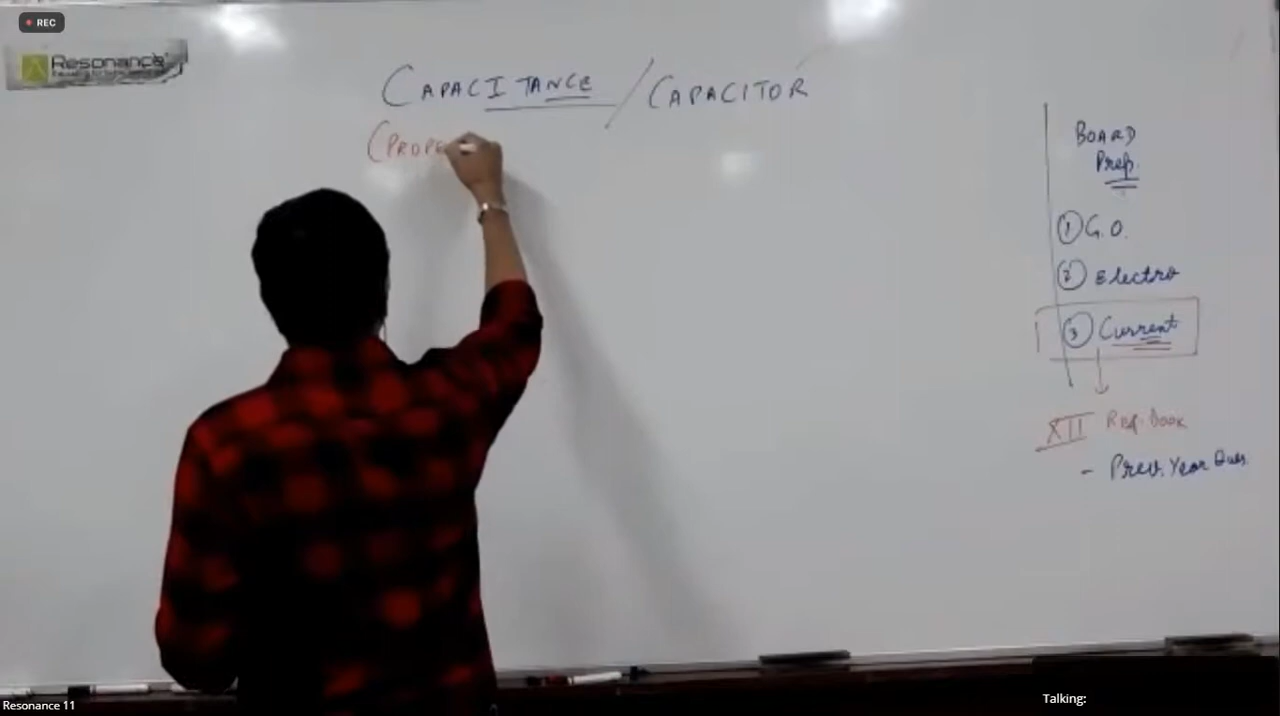 REC
Resonance
CAPACITANCE / CAPACITOR
(PROPE
BOARD
Prep.
① G.O.
② Electro
③ Current
XII Ref. Book
- Prev. Year Ques.
Resonance 11
Talking: